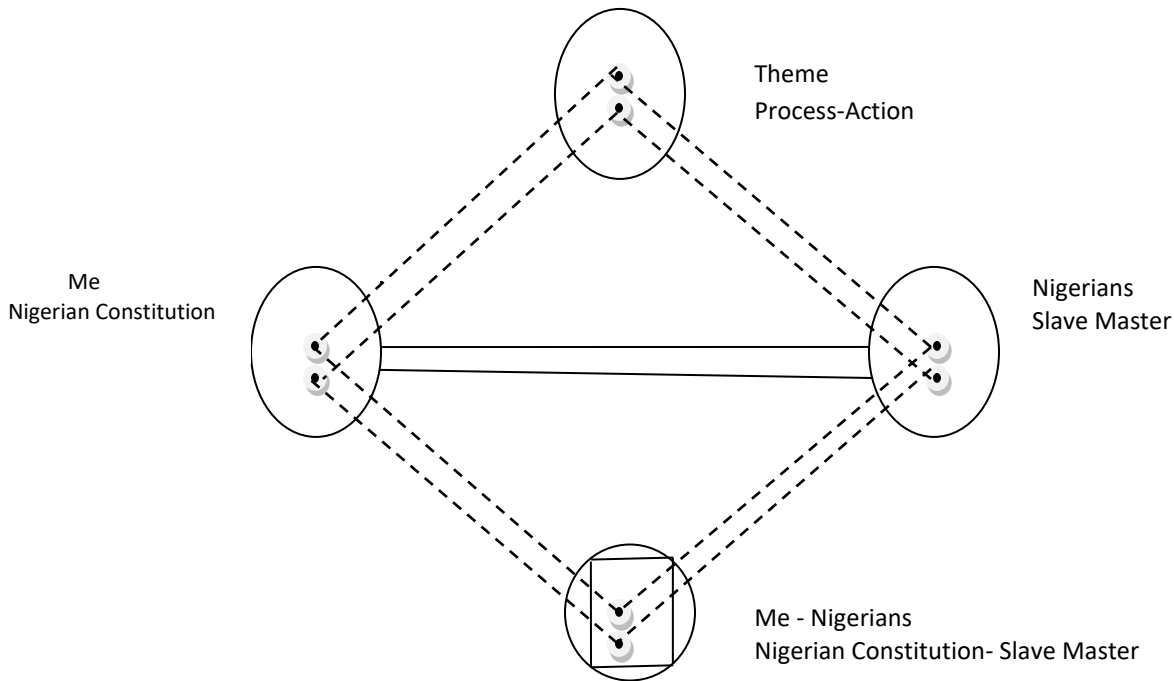 Theme
Process-Action
Me
Nigerian Constitution
Nigerians
Slave Master
Me - Nigerians
Nigerian Constitution- Slave Master